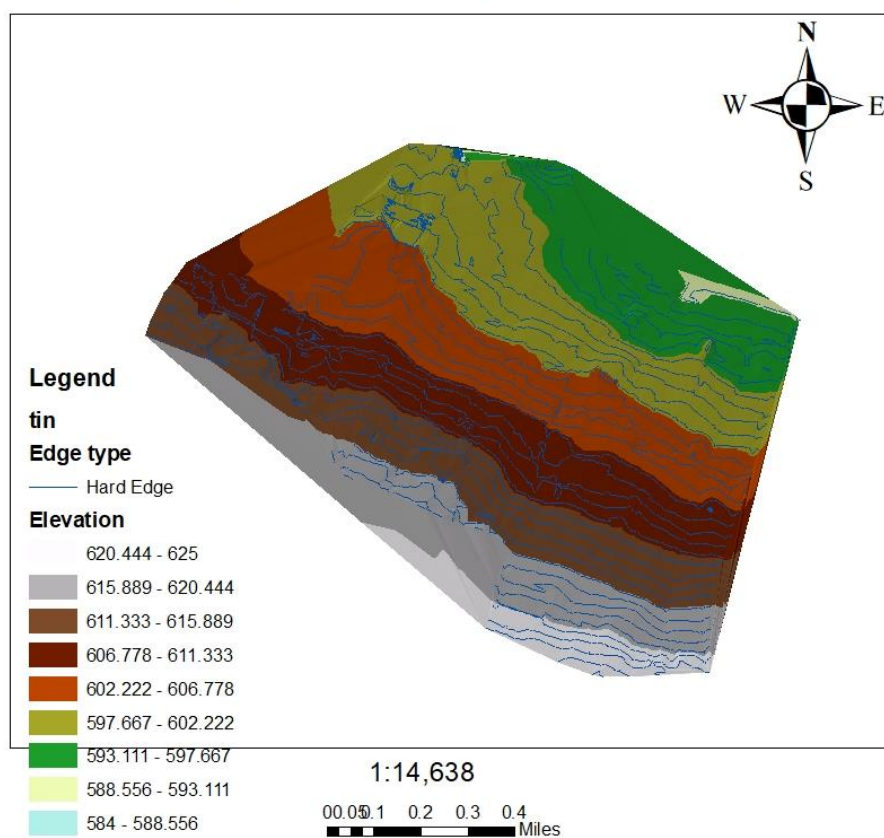 N
W E
S
Legend
tin
Edge type
Hard Edge
Elevation
620.444 - 625
615.889 - 620.444
611.333 - 615.889
606.778 - 611.333
602.222 - 606.778
597.667 - 602.222
593.111 - 597.667
588.556 - 593.111
584 - 588.556
1:14,638
00.050.1 0.2 0.3 0.4
Miles